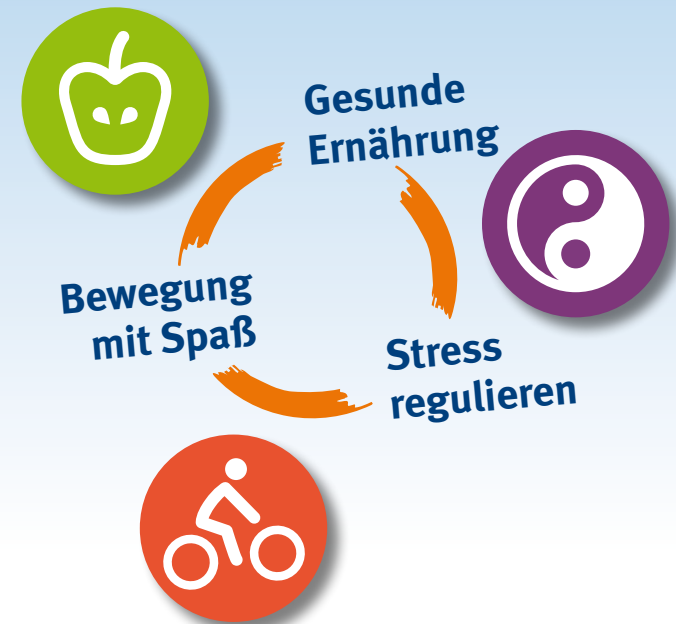 Gesunde
Ernährung
Bewegung
mit Spaß
Stress
regulieren